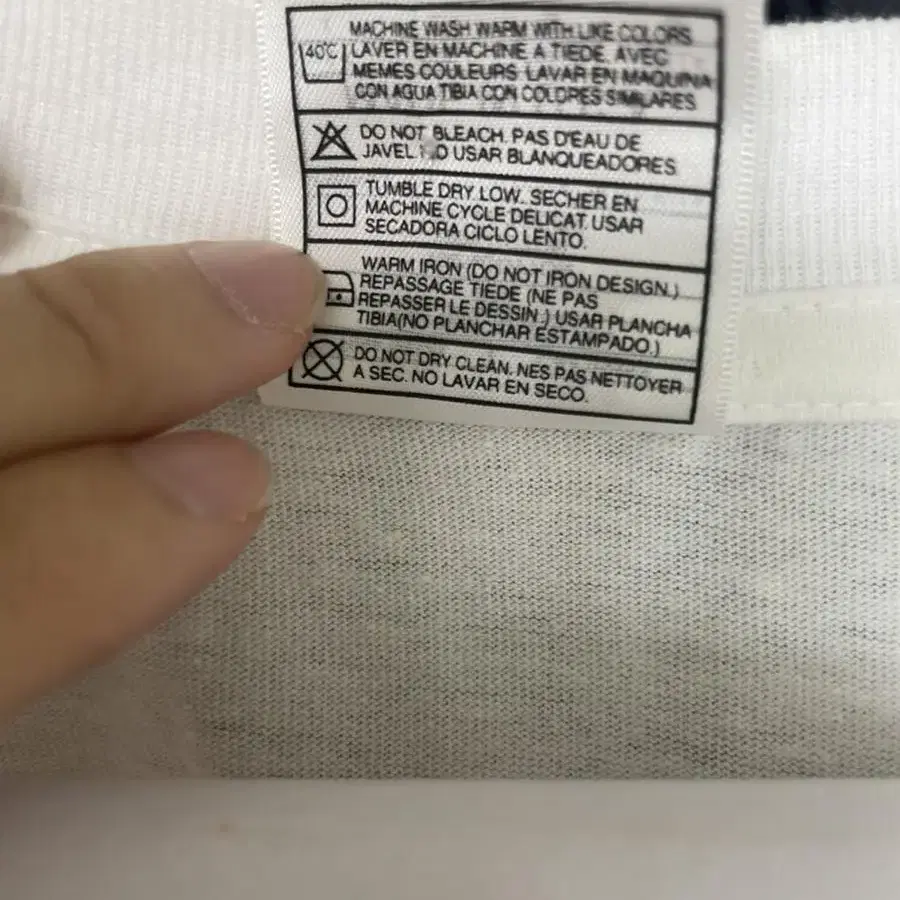 MACHINE WASH WARM WITH LIKE COLORS
40°C LAVER EN MACHINE A TIEDE. AVEC
MEMES COULEURS LAVAR EN MAQUINA
CON AGUA TIBIA CON COLORES SIMILARES
DO NOT BLEACH. PAS D'EAU DE
JAVEL USAR BLANQUEADORES
TUMBLE DRY LOW. SECHER EN
MACHINE CYCLE DELICAT. USAR
SECADORA CICLO LENTO.
WARM IRON (DO NOT IRON DESIGN.)
REPASSAGE TIEDE (NE PAS
REPASSER LE DESSIN.) USAR PLANCHA
TIBIA(NO PLANCHAR ESTAMPADO.)
DO NOT DRY CLEAN. NES PAS NETTOYER
A SEC. NO LAVAR EN SECO.